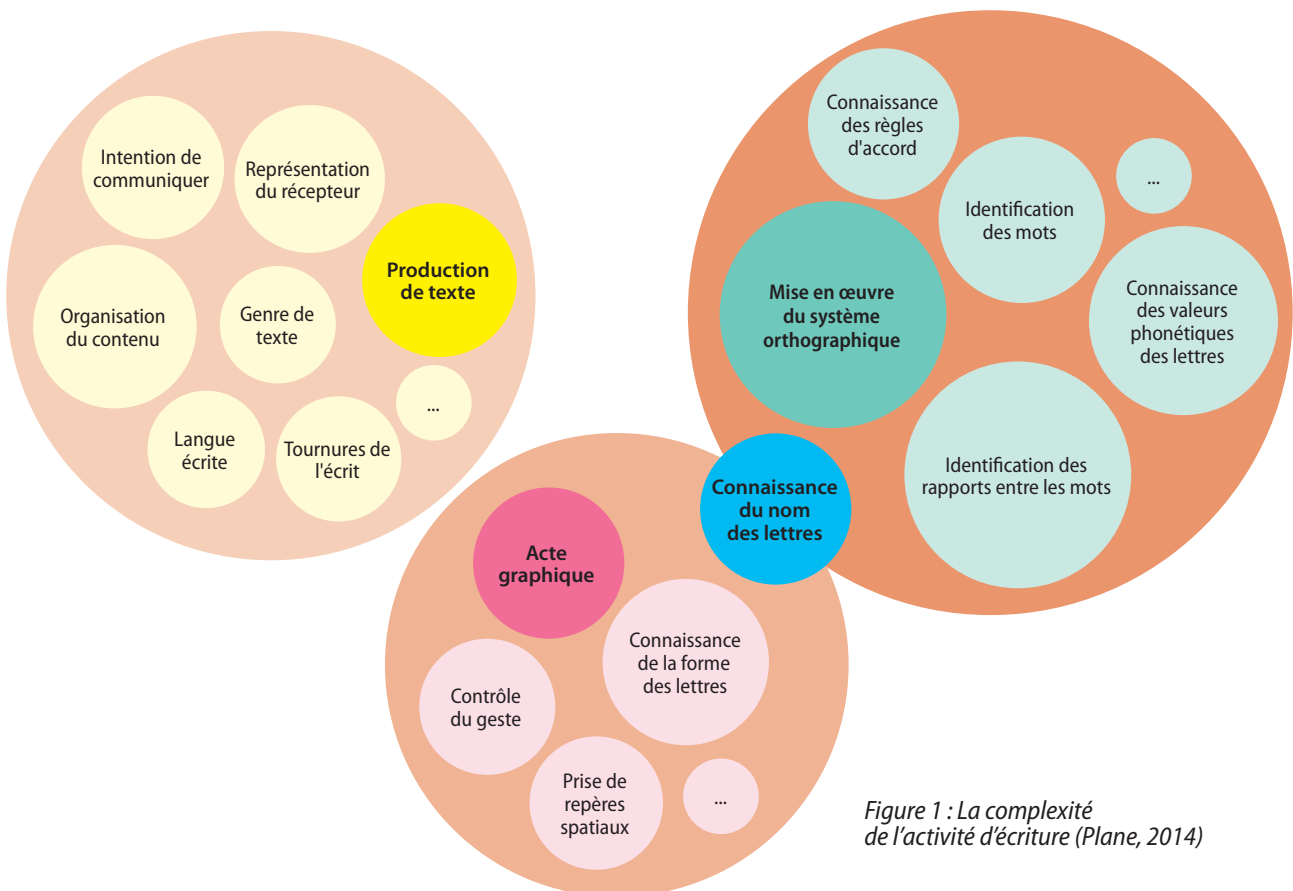 Intention de
communiquer
Représentation
du récepteur
Production
de texte
Organisation
du contenu
Genre de
texte
...
Langue
écrite
Tournures de
l'écrit
Connaissance
des règles
d'accord
Identification
des mots
...
Mise en œuvre
du système
orthographique
Connaissance
des valeurs
phonétiques
des lettres
Identification des
rapports entre les mots
Connaissance
du nom
des lettres
Acte
graphique
Connaissance
de la forme
des lettres
Contrôle
du geste
Prise de
repères
spatiaux
...
Figure 1 : La complexité
de l’activité d’écriture (Plane, 2014)